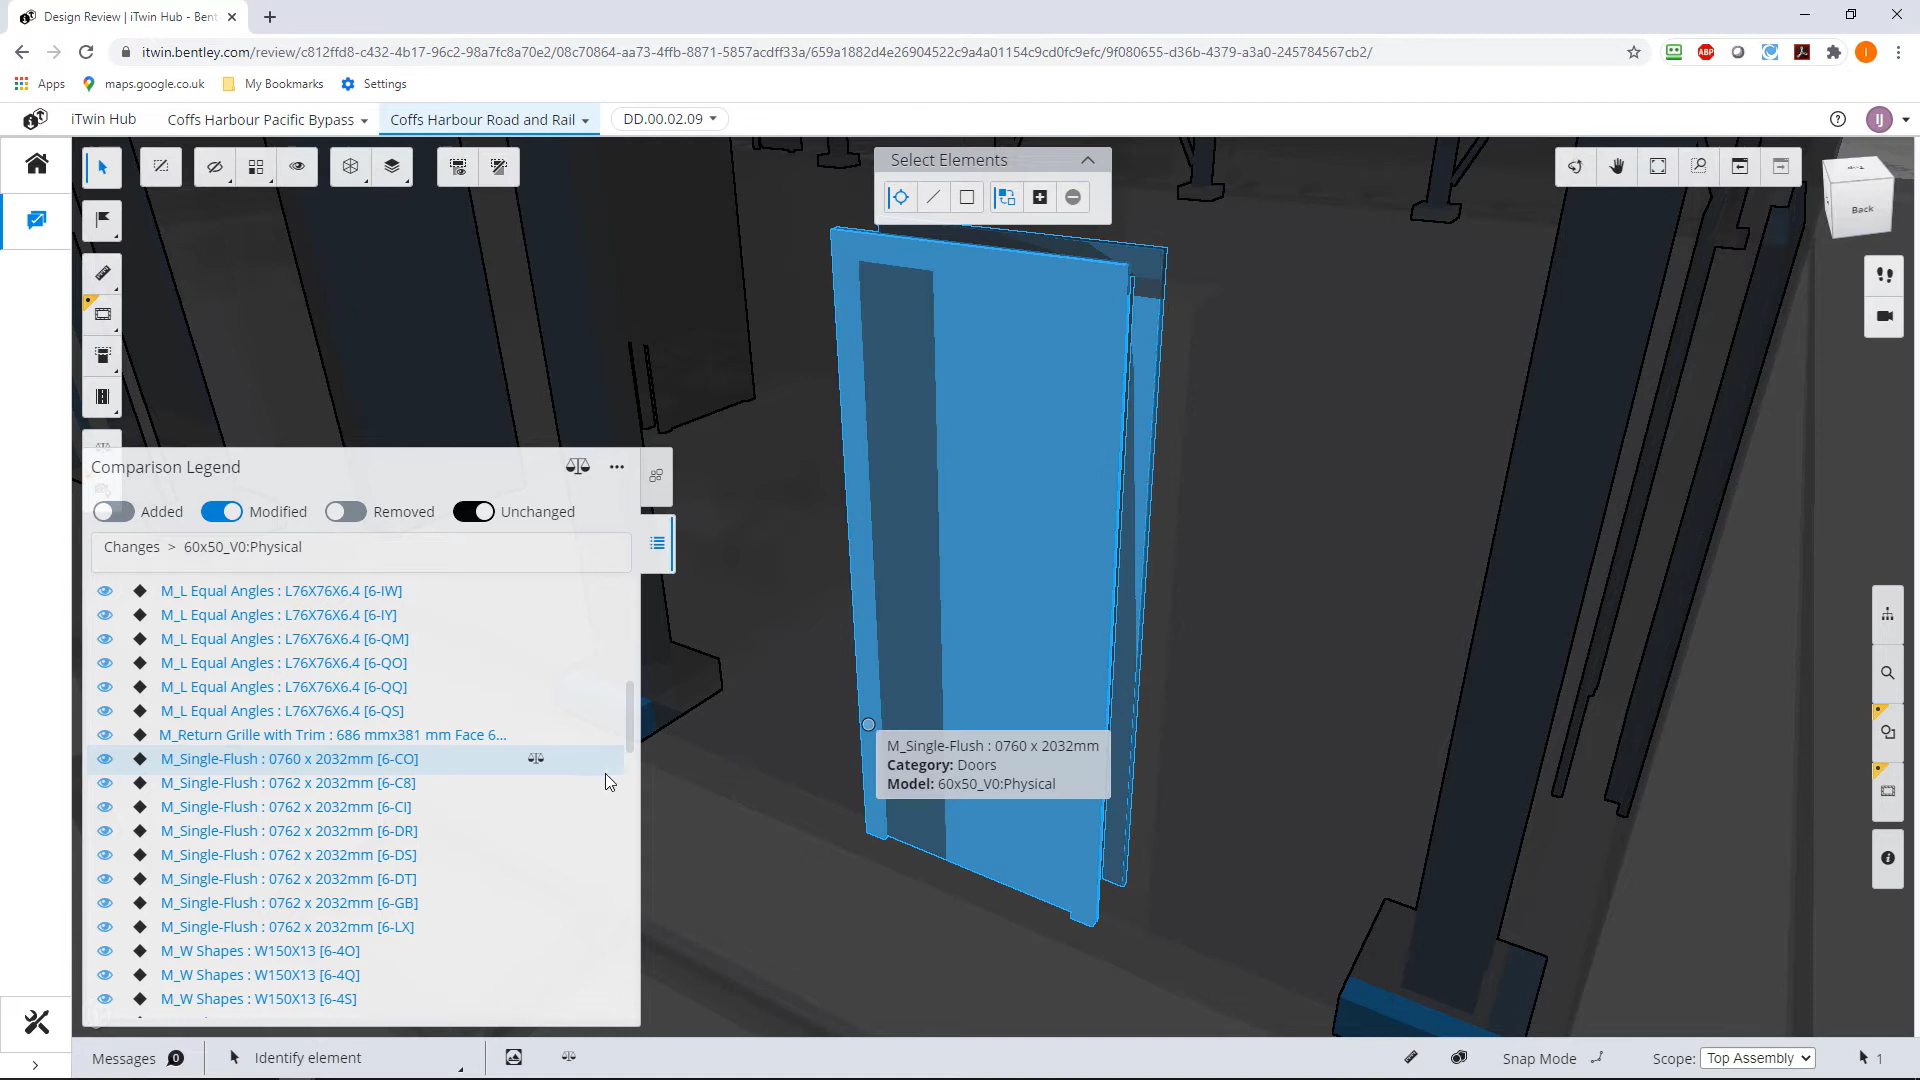 Design Review | iTwin Hub - Bent
itwin.bentley.com/review/c812ffd8-c432-4b17-96c2-98a7fc8a70e2/08c70864-aa73-4ffb-8871-5857acdff33a/659a1882d4e26904522c9a4a01154c9cd0fc9efc/9f080655-d36b-4379-a3a0-245784567cb2/
ABP
I
Apps
maps.google.co.uk
My Bookmarks
Settings
iTwin Hub
Coffs Harbour Pacific Bypass
Coffs Harbour Road and Rail
DD.00.02.09
IJ
Select Elements
Back
Comparison Legend
Added
Modified
Removed
Unchanged
Changes > 60x50_V0:Physical
M_L Equal Angles : L76X76X6.4 [6-IW]
M_L Equal Angles : L76X76X6.4 [6-IY]
M_L Equal Angles : L76X76X6.4 [6-QM]
M_L Equal Angles : L76X76X6.4 [6-QO]
M_L Equal Angles : L76X76X6.4 [6-QQ]
M_L Equal Angles : L76X76X6.4 [6-QS]
M_Return Grille with Trim : 686 mmx381 mm Face 6...
M_Single-Flush : 0760 x 2032mm [6-CO]
M_Single-Flush : 0762 x 2032mm [6-C8]
M_Single-Flush : 0762 x 2032mm [6-CI]
M_Single-Flush : 0762 x 2032mm [6-DR]
M_Single-Flush : 0762 x 2032mm [6-DS]
M_Single-Flush : 0762 x 2032mm [6-DT]
M_Single-Flush : 0762 x 2032mm [6-GB]
M_Single-Flush : 0762 x 2032mm [6-LX]
M_W Shapes : W150X13 [6-4O]
M_W Shapes : W150X13 [6-4Q]
M_W Shapes : W150X13 [6-4S]
M_Single-Flush : 0760 x 2032mm
Category: Doors
Model: 60x50_V0:Physical
Messages 0
Identify element
Snap Mode
Scope: Top Assembly
1